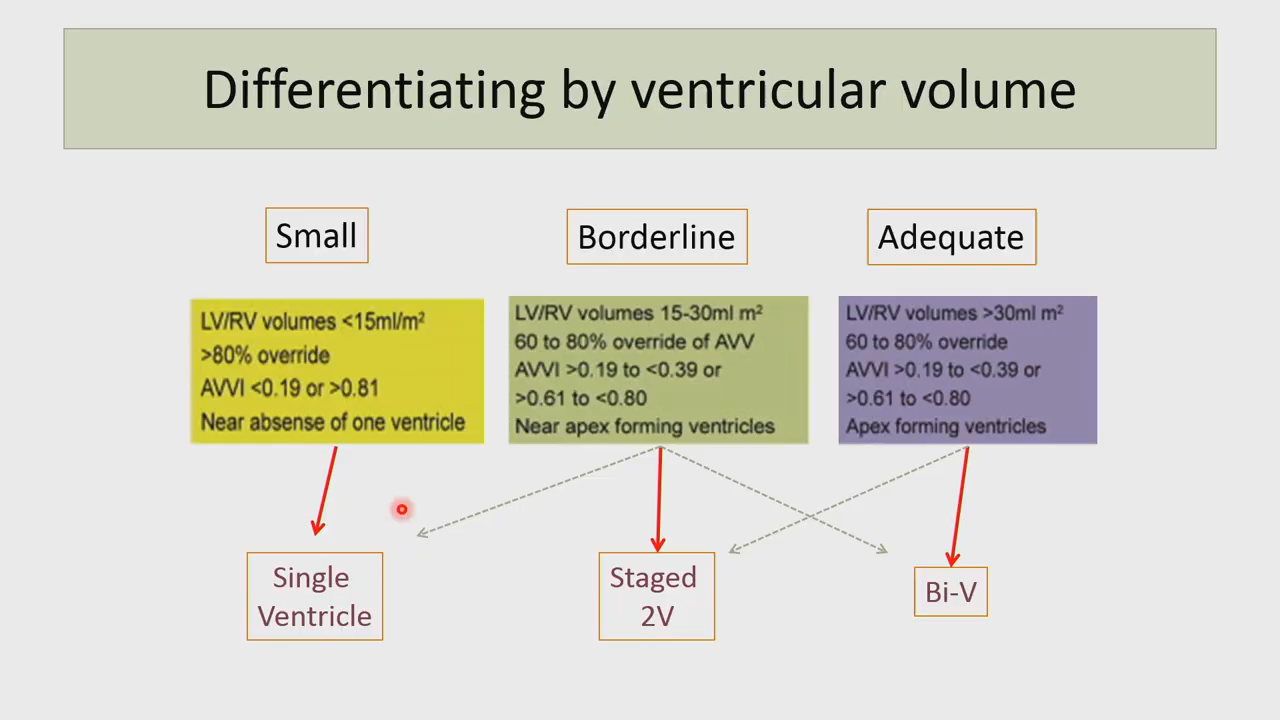 Differentiating by ventricular volume
Small
Borderline
Adequate
LV/RV volumes <15ml/m²
>80% override
AVVI <0.19 or >0.81
Near absense of one ventricle
LV/RV volumes 15-30ml m²
60 to 80% override of AVV
AVVI >0.19 to <0.39 or
>0.61 to <0.80
Near apex forming ventricles
LV/RV volumes >30ml m²
60 to 80% override
AVVI >0.19 to <0.39 or
>0.61 to <0.80
Apex forming ventricles
Single
Ventricle
Staged
2V
Bi-V